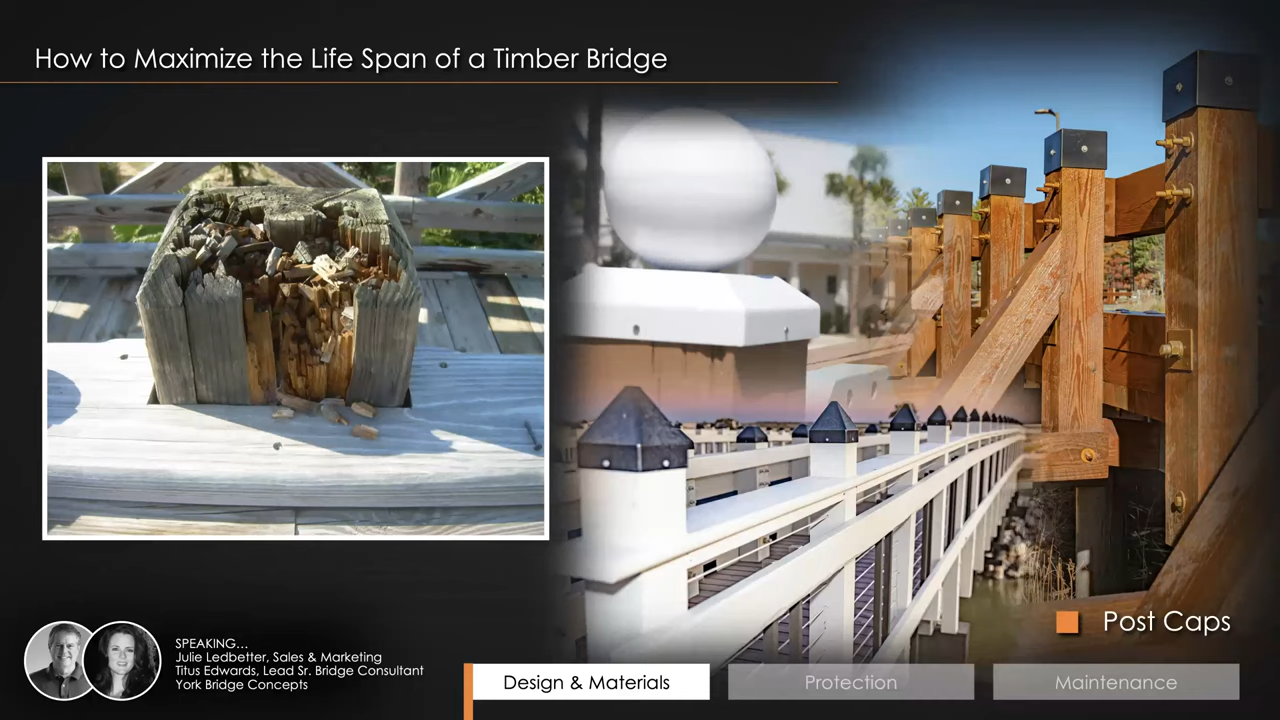 How to Maximize the Life Span of a Timber Bridge
Post Caps
SPEAKING...
Julie Ledbetter, Sales & Marketing
Titus Edwards, Lead Sr. Bridge Consultant
York Bridge Concepts
Design & Materials
Protection
Maintenance